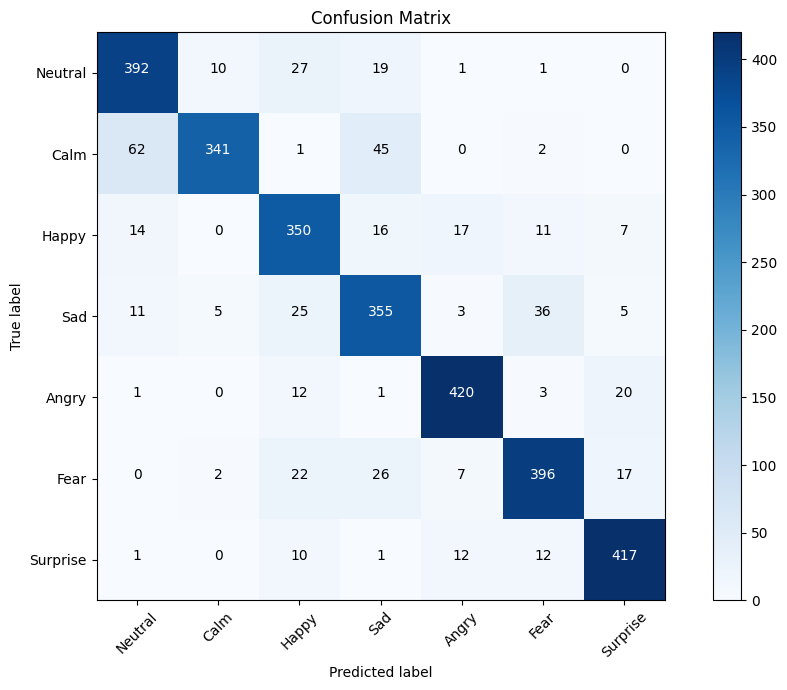 Confusion Matrix
Neutral 392 10 27 19 1 1 0
Calm 62 341 1 45 0 2 0
Happy 14 0 350 16 17 11 7
Sad 11 5 25 355 3 36 5
Angry 1 0 12 1 420 3 20
Fear 0 2 22 26 7 396 17
Surprise 1 0 10 1 12 12 417
Neutral Calm Happy Sad Angry Fear Surprise
Predicted label
True label
400
350
300
250
200
150
100
50
0